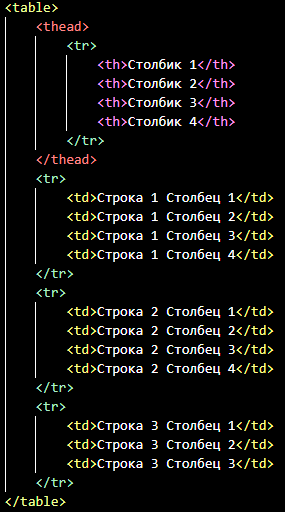 <table>
<thead>
<tr>
<th>Столбик 1</th>
<th>Столбик 2</th>
<th>Столбик 3</th>
<th>Столбик 4</th>
</tr>
</thead>
<tr>
<td>Строка 1 Столбец 1</td>
<td>Строка 1 Столбец 2</td>
<td>Строка 1 Столбец 3</td>
<td>Строка 1 Столбец 4</td>
</tr>
<tr>
<td>Строка 2 Столбец 1</td>
<td>Строка 2 Столбец 2</td>
<td>Строка 2 Столбец 3</td>
<td>Строка 2 Столбец 4</td>
</tr>
<tr>
<td>Строка 3 Столбец 1</td>
<td>Строка 3 Столбец 2</td>
<td>Строка 3 Столбец 3</td>
</tr>
</table>